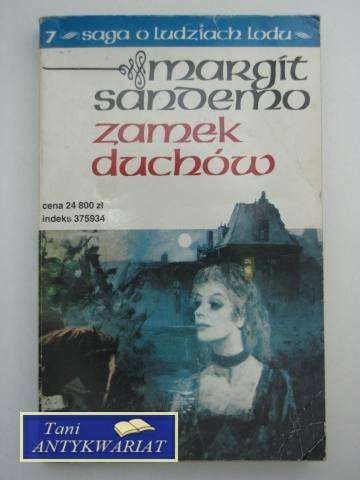 7 saga o ludziach lodu
margit
sandemo
zamek
duchów
cena 24 800 zł
indeks 375934
Tani
ANTYKWARIAT